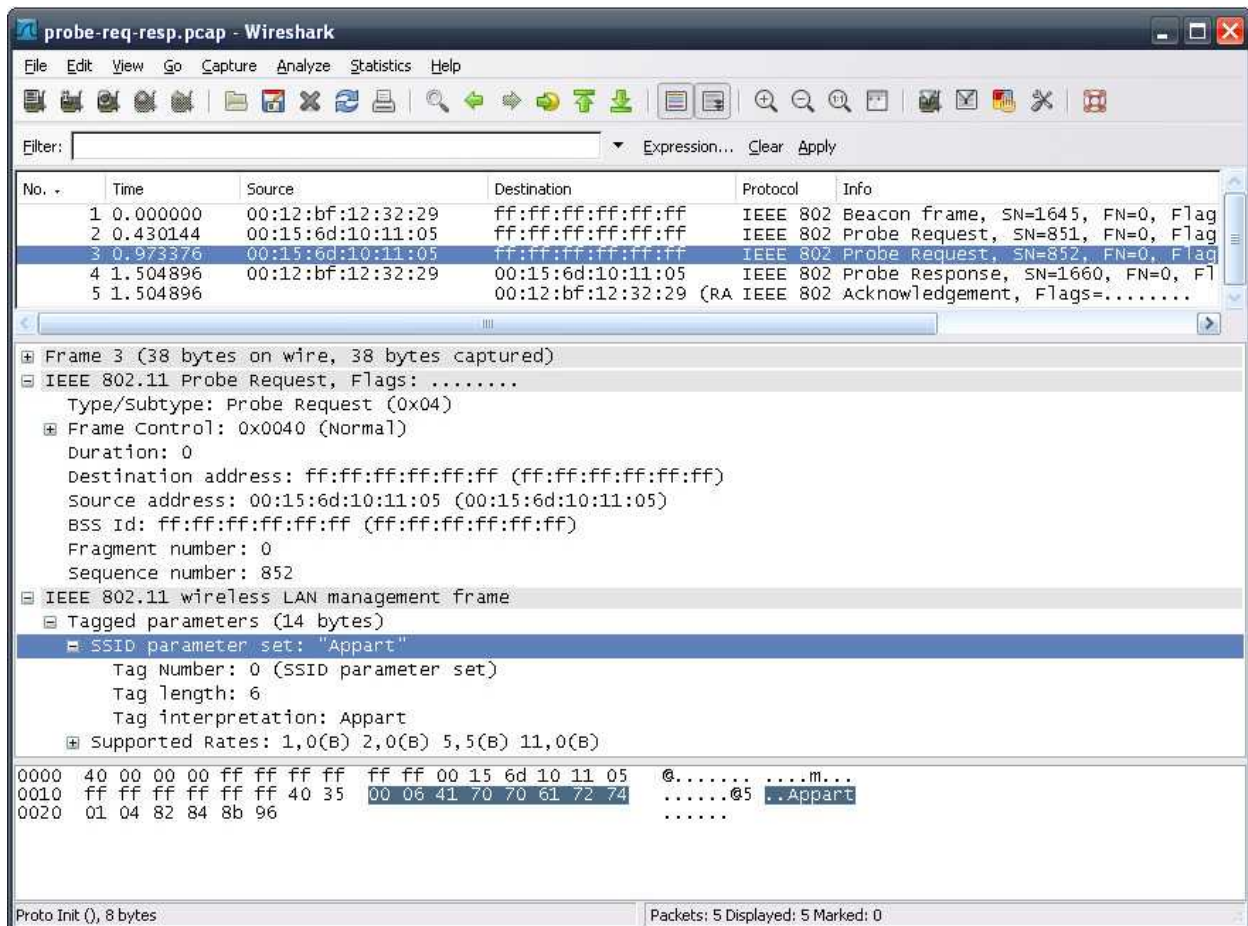 probe-req-resp.pcap - Wireshark
File Edit View Go Capture Analyze Statistics Help
Filter: Expression... Clear Apply
No. - Time Source Destination Protocol Info
1 0.000000 00:12:bf:12:32:29 ff:ff:ff:ff:ff:ff IEEE 802 Beacon frame, SN=1645, FN=0, Flag
2 0.430144 00:15:6d:10:11:05 ff:ff:ff:ff:ff:ff IEEE 802 Probe Request, SN=851, FN=0, Flag
3 0.973376 00:15:6d:10:11:05 ff:ff:ff:ff:ff:ff IEEE 802 Probe Request, SN=852, FN=0, Flag
4 1.504896 00:12:bf:12:32:29 00:15:6d:10:11:05 IEEE 802 Probe Response, SN=1660, FN=0, Fl
5 1.504896 00:12:bf:12:32:29 (RA IEEE 802 Acknowledgement, Flags=........
Frame 3 (38 bytes on wire, 38 bytes captured)
IEEE 802.11 Probe Request, Flags: ........
Type/Subtype: Probe Request (0x04)
Frame Control: 0x0040 (Normal)
Duration: 0
Destination address: ff:ff:ff:ff:ff:ff (ff:ff:ff:ff:ff:ff)
Source address: 00:15:6d:10:11:05 (00:15:6d:10:11:05)
BSS Id: ff:ff:ff:ff:ff:ff (ff:ff:ff:ff:ff:ff)
Fragment number: 0
Sequence number: 852
IEEE 802.11 wireless LAN management frame
Tagged parameters (14 bytes)
SSID parameter set: "Appart"
Tag Number: 0 (SSID parameter set)
Tag length: 6
Tag interpretation: Appart
Supported Rates: 1,0(B) 2,0(B) 5,5(B) 11,0(B)
0000 40 00 00 00 ff ff ff ff ff ff 00 15 6d 10 11 05 @....... ....m...
0010 ff ff ff ff ff ff 40 35 00 06 41 70 70 61 72 74 ......@5 ..Appart
0020 01 04 82 84 8b 96 ......
Proto Init (), 8 bytes Packets: 5 Displayed: 5 Marked: 0